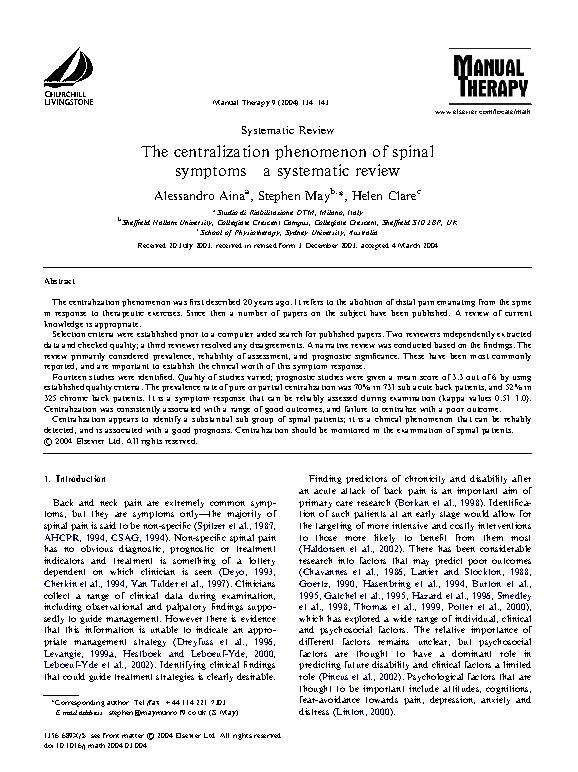 CHURCHILL
LIVINGSTONE
Manual Therapy 9 (2004) 134 143
MANUAL
THERAPY
www.elsevier.com/locate/math
Systematic Review
The centralization phenomenon of spinal
symptoms a systematic review
Alessandro Aina^a, Stephen May^b,*, Helen Clare^c
^a Studio di Riabilitazione OTM, Milano, Italy
^b Sheffield Hallam University, Collegiate Crescent Campus, Collegiate Crescent, Sheffield S10 2BP, UK
^c School of Physiotherapy, Sydney University, Australia
Received 20 July 2003; received in revised form 1 December 2003; accepted 4 March 2004
Abstract
The centralization phenomenon was first described 20 years ago. It refers to the abolition of distal pain emanating from the spine
in response to therapeutic exercises. Since then a number of papers on the subject have been published. A review of current
knowledge is appropriate.
Selection criteria were established prior to a computer aided search for published papers. Two reviewers independently extracted
data and checked quality; a third reviewer resolved any disagreements. A narrative review was conducted based on the findings. The
review primarily considered prevalence, reliability of assessment, and prognostic significance. These have been most commonly
reported, and are important to establish the clinical worth of this symptom response.
Fourteen studies were identified. Quality of studies varied; prognostic studies were given a mean score of 3.3 out of 6 by using
established quality criteria. The prevalence rate of pure or partial centralization was 70% in 731 sub acute back patients, and 52% in
325 chronic back patients. It is a symptom response that can be reliably assessed during examination (kappa values 0.51 1.0).
Centralization was consistently associated with a range of good outcomes, and failure to centralize with a poor outcome.
Centralization appears to identify a substantial sub group of spinal patients; it is a clinical phenomenon that can be reliably
detected, and is associated with a good prognosis. Centralization should be monitored in the examination of spinal patients.
© 2004 Elsevier Ltd. All rights reserved.
1. Introduction
Back and neck pain are extremely common symp-
toms, but they are symptoms only—the majority of
spinal pain is said to be non-specific (Spitzer et al., 1987,
AHCPR, 1994, CSAG, 1994). Non-specific spinal pain
has no obvious diagnostic, prognostic or treatment
indicators and treatment is something of a lottery
dependent on which clinician is seen (Deyo, 1993,
Cherkin et al., 1994, Van Tulder et al., 1997). Clinicians
collect a range of clinical data during examination,
including observational and palpatory findings suppo-
sedly to guide management. However there is evidence
that this information is unable to indicate an appro-
priate management strategy (Dreyfuss et al., 1996,
Levangie, 1999a, Hestboek and Leboeuf-Yde, 2000,
Leboeuf-Yde et al., 2002). Identifying clinical findings
that could guide treatment strategies is clearly desirable.
*Corresponding author. Tel./fax: +44 114 221 7203
E-mail address: stephen@maymunro19.co.uk (S. May)
Finding predictors of chronicity and disability after
an acute attack of back pain is an important aim of
primary care research (Borkan et al., 1998). Identifica-
tion of such patients at an early stage would allow for
the targeting of more intensive and costly interventions
to those more likely to benefit from them most
(Haldorsen et al., 2002). There has been considerable
research into factors that may predict poor outcomes
(Chavannes et al., 1986, Lanier and Stockton, 1988,
Goertz, 1990, Hasenbring et al., 1994, Burton et al.,
1995, Gatchel et al., 1995, Hazard et al., 1996, Smedley
et al., 1998, Thomas et al., 1999, Potter et al., 2000),
which has explored a wide range of individual, clinical
and psychosocial factors. The relative importance of
different factors remains unclear, but psychosocial
factors are thought to have a dominant role in
predicting future disability and clinical factors a limited
role (Pincus et al., 2002). Psychological factors that are
thought to be important include attitudes, cognitions,
fear-avoidance towards pain, depression, anxiety and
distress (Linton, 2000).
1356-689X/$- see front matter © 2004 Elsevier Ltd. All rights reserved.
doi:10.1016/j.math.2004.03.004